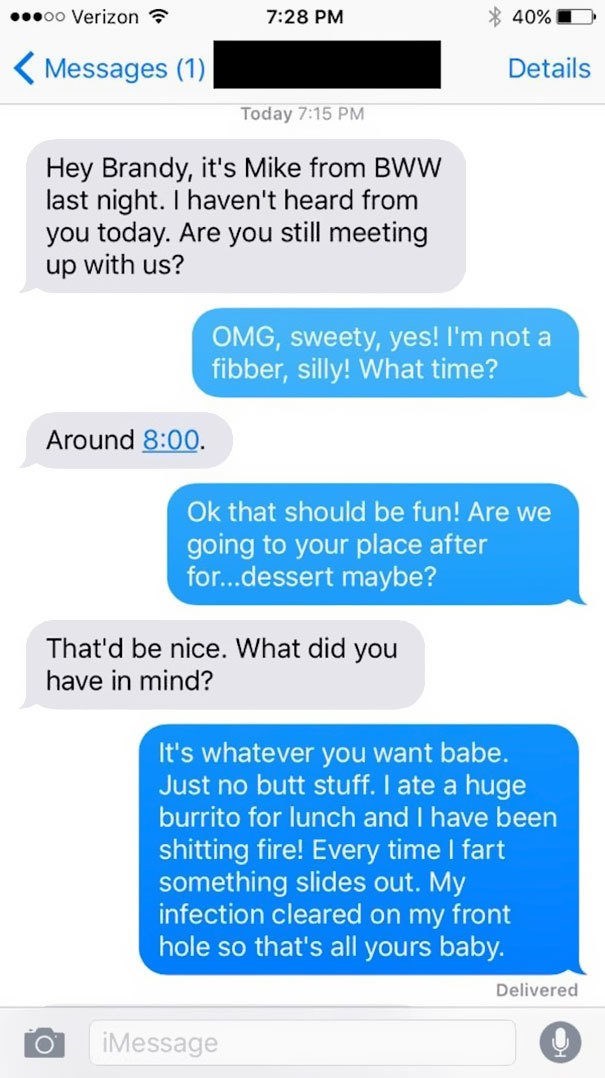 Verizon
7:28 PM
40%
Messages (1)
Details
Today 7:15 PM
Hey Brandy, it's Mike from BWW
last night. I haven't heard from
you today. Are you still meeting
up with us?
OMG, sweety, yes! I'm not a
fibber, silly! What time?
Around 8:00.
Ok that should be fun! Are we
going to your place after
for...dessert maybe?
That'd be nice. What did you
have in mind?
It's whatever you want babe.
Just no butt stuff. I ate a huge
burrito for lunch and I have been
shitting fire! Every time I fart
something slides out. My
infection cleared on my front
hole so that's all yours baby.
Delivered
iMessage